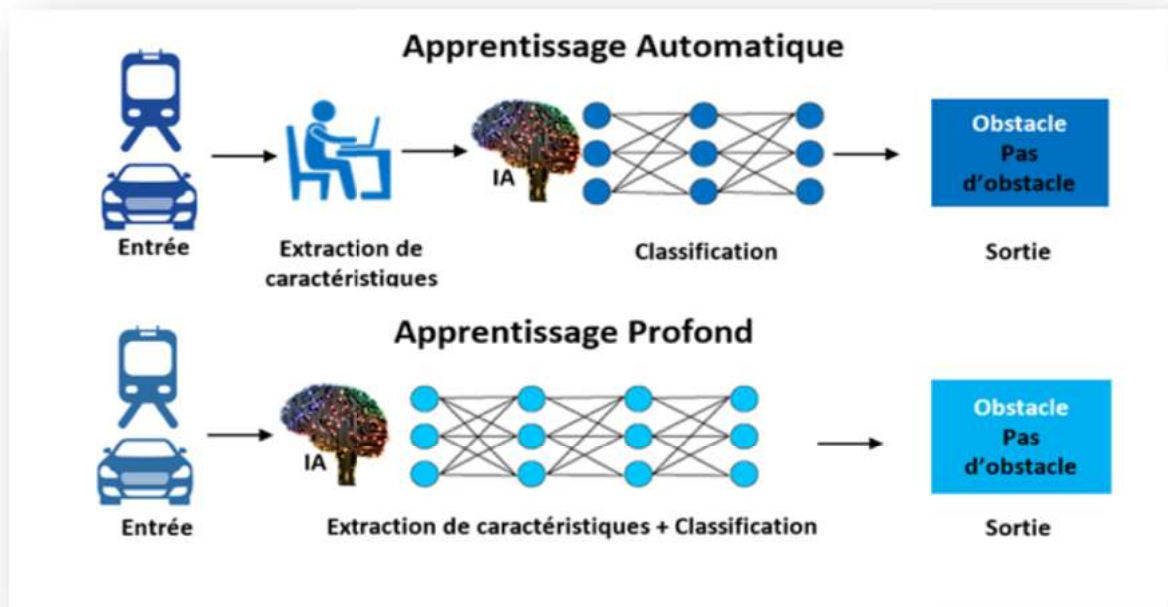 Apprentissage Automatique
IA
Obstacle
Pas
d'obstacle
Entrée
Extraction de
caractéristiques
Classification
Sortie
Apprentissage Profond
IA
Obstacle
Pas
d'obstacle
Entrée
Extraction de caractéristiques + Classification
Sortie